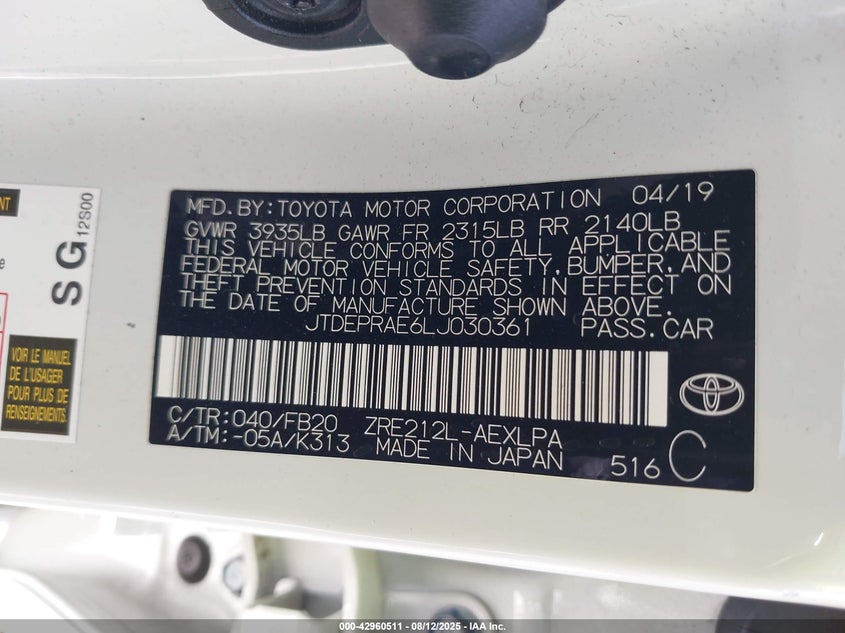 MFD. BY: TOYOTA MOTOR CORPORATION 04/19
GVWR 3935LB GAWR FR 2315LB RR 2140LB
THIS VEHICLE CONFORMS TO ALL APPLICABLE
FEDERAL MOTOR VEHICLE SAFETY, BUMPER, AND
THEFT PREVENTION STANDARDS IN EFFECT ON
THE DATE OF MANUFACTURE SHOWN ABOVE.
JTDEPRAE6LJ030361 PASS.CAR
C/TR: 040/FB20 ZRE212L-AEXLPA
A/TM: -05A/K313 MADE IN JAPAN 516 C
SG 12S00
VOIR LE MANUEL
DE L'USAGER
POUR PLUS DE
RENSEIGNEMENTS.
000-42960511 - 08/12/2025 - IAA Inc.